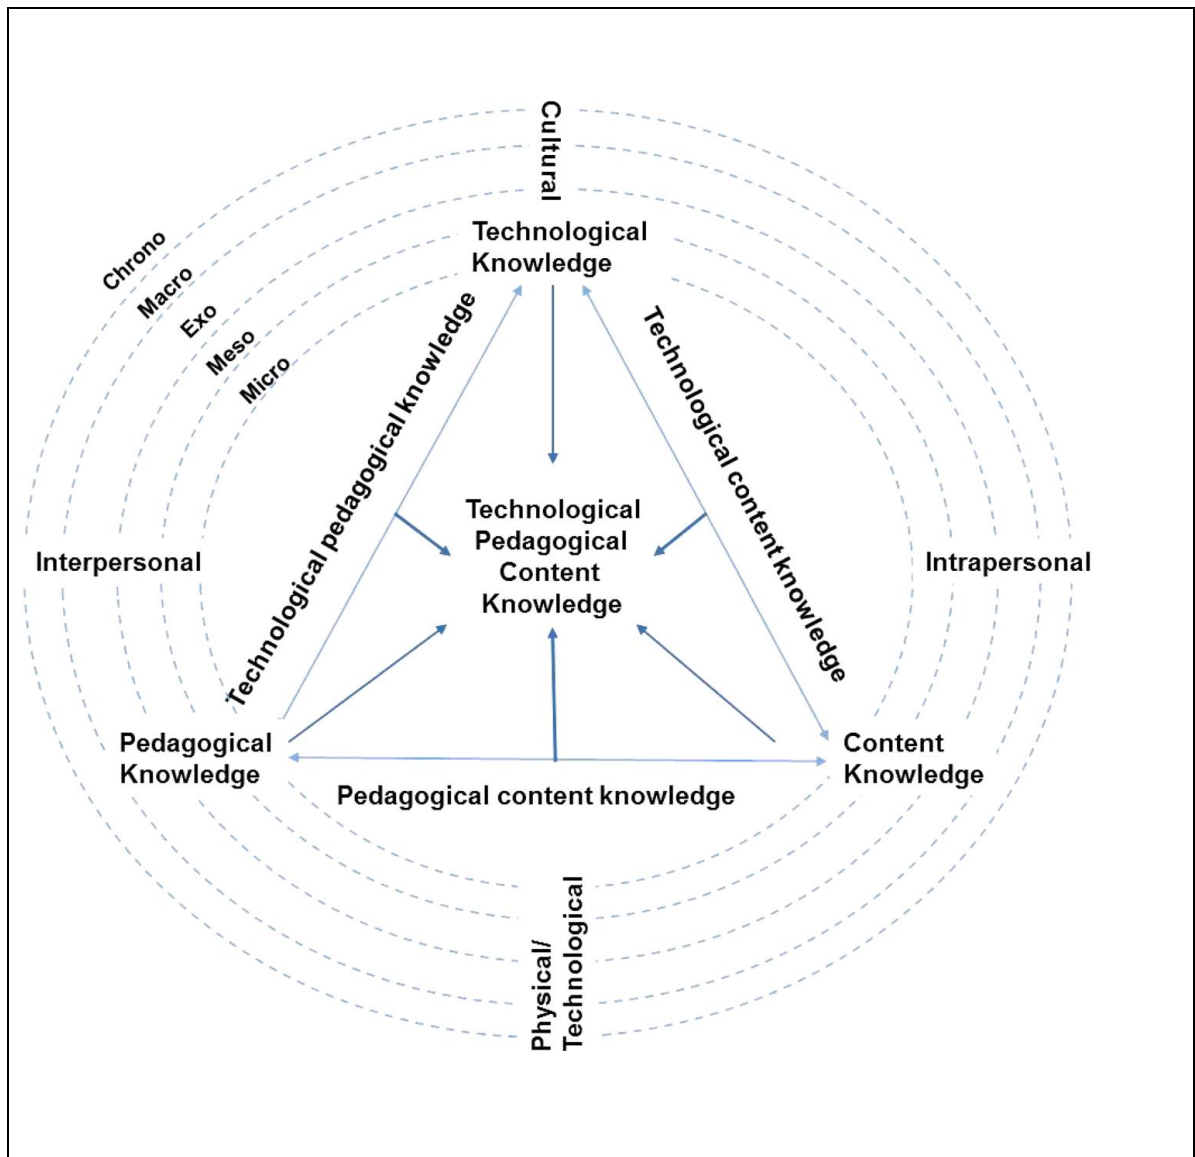 Cultural
Technological
Knowledge
Chrono
Macro
Exo
Meso
Micro
Technological pedagogical knowledge
Technological content knowledge
Technological
Pedagogical
Content
Knowledge
Interpersonal
Intrapersonal
Pedagogical
Knowledge
Content
Knowledge
Pedagogical content knowledge
Physical/
Technological